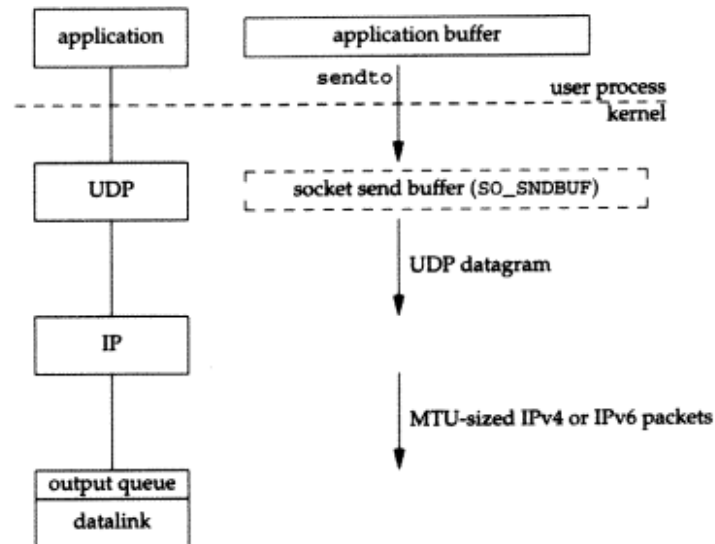 application
application buffer
sendto
user process
kernel
UDP
socket send buffer (SO_SNDBUF)
UDP datagram
IP
MTU-sized IPv4 or IPv6 packets
output queue
datalink